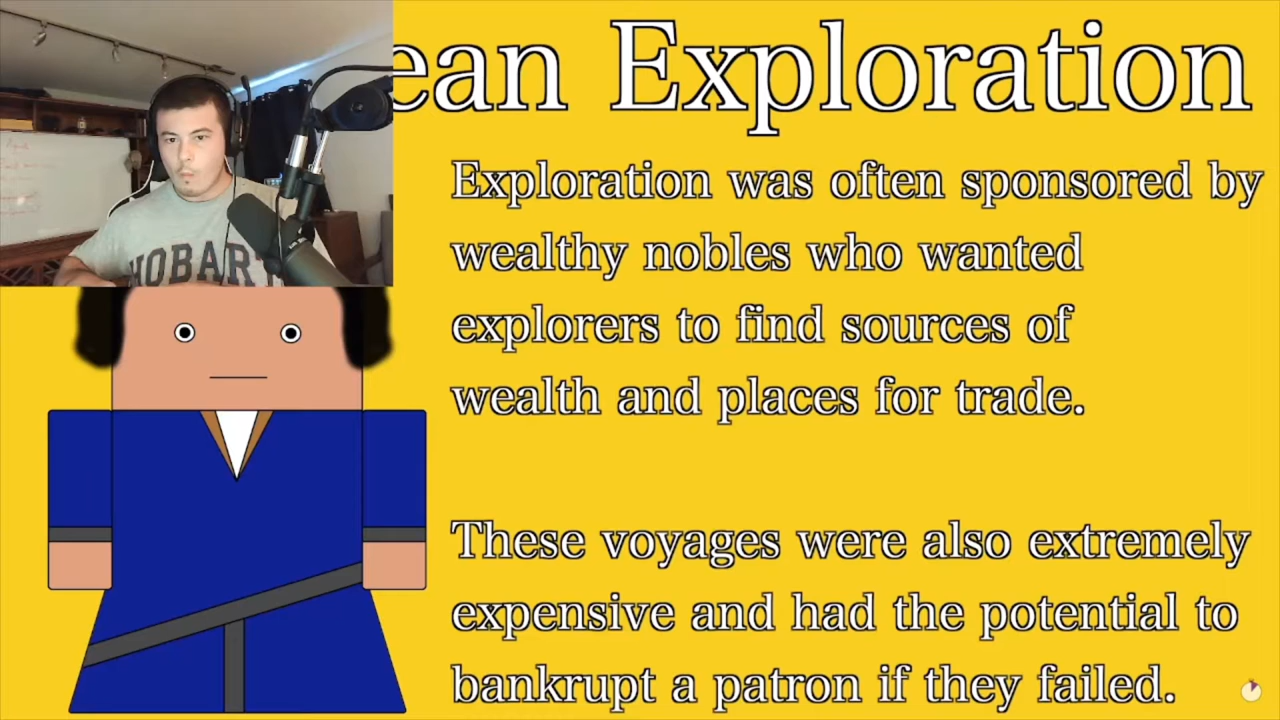 ean Exploration
Exploration was often sponsored by
wealthy nobles who wanted
explorers to find sources of
wealth and places for trade.
These voyages were also extremely
expensive and had the potential to
bankrupt a patron if they failed.
HOBART